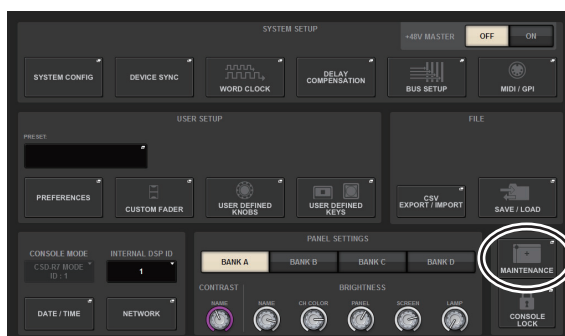 SYSTEM SETUP
+48V MASTER OFF ON
SYSTEM CONFIG
DEVICE SYNC
WORD CLOCK
DELAY
COMPENSATION
BUS SETUP
MIDI / GPI
USER SETUP
FILE
PRESET
PREFERENCES
CUSTOM FADER
USER DEFINED
KNOBS
USER DEFINED
KEYS
CSV
EXPORT / IMPORT
SAVE / LOAD
CONSOLE MODE
CSD-R7 MODE
ID : 1
INTERNAL DSP ID
1
DATE / TIME
NETWORK
PANEL SETTINGS
BANK A BANK B BANK C BANK D
CONTRAST BRIGHTNESS
NAME NAME CH COLOR PANEL SCREEN LAMP
MAINTENANCE
CONSOLE
LOCK